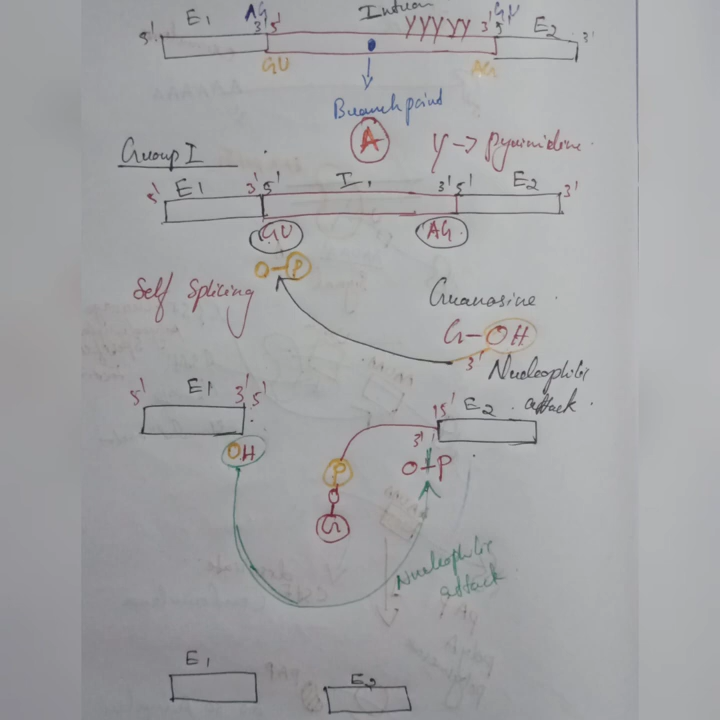 E1 AG Intron GU E2
5' 3' 5' YYYYY 3' 5' 3'
GU AG
Branch point
A Y → pyrimidine.
Group I
5' E1 3' 5' I1 3' 5' E2 3'
GU AG
O-P
Self Splicing Guanosine
G-OH
3'
Nucleophilic attack
5' E1 3' 5' 5' E2
OH P 3' O P
O
G
Nucleophilic
attack
E1 E2